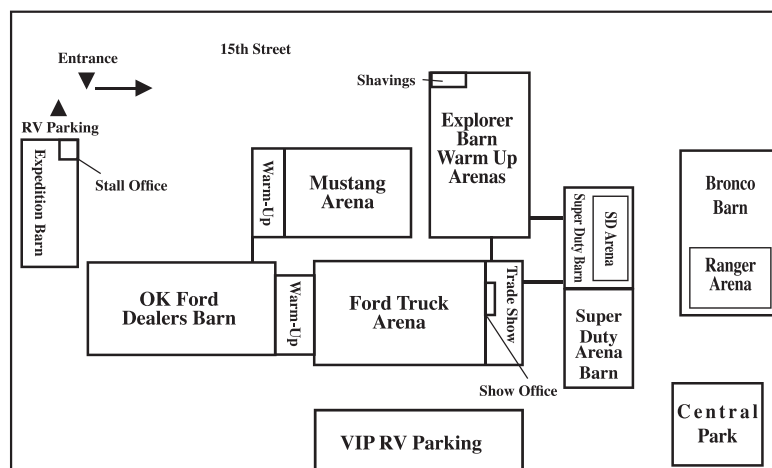 15th Street
Entrance
RV Parking
Expedition Barn
Stall Office
Shavings
Explorer
Barn
Warm Up
Arenas
Warm-Up
Mustang
Arena
Super Duty Barn
SD Arena
Bronco
Barn
Ranger
Arena
OK Ford
Dealers Barn
Warm-Up
Ford Truck
Arena
Trade Show
Show Office
Super
Duty
Arena
Barn
VIP RV Parking
Central
Park